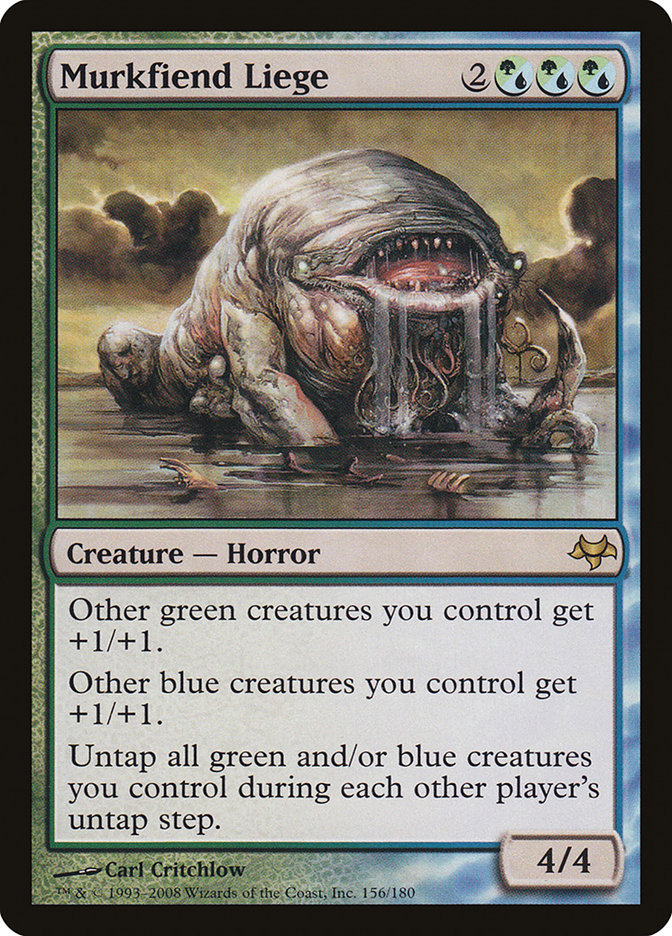 Murkfiend Liege 2
Creature — Horror
Other green creatures you control get
+1/+1.
Other blue creatures you control get
+1/+1.
Untap all green and/or blue creatures
you control during each other player's
untap step.
4/4
Carl Critchlow
™ & © 1993–2008 Wizards of the Coast, Inc. 156/180